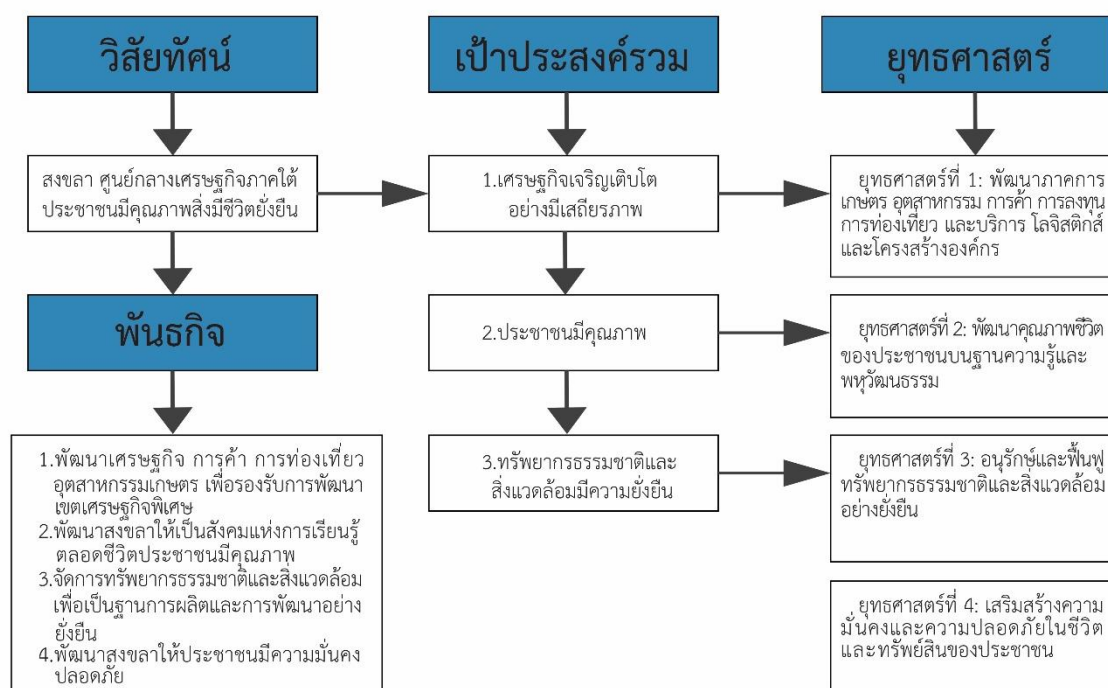 วิสัยทัศน์
สงขลา ศูนย์กลางเศรษฐกิจภาคใต้
ประชาชนมีคุณภาพสิ่งมีชีวิตยั่งยืน
พันธกิจ
1.พัฒนาเศรษฐกิจ การค้า การท่องเที่ยว
อุตสาหกรรมเกษตร เพื่อรองรับการพัฒนา
เขตเศรษฐกิจพิเศษ
2.พัฒนาสงขลาให้เป็นสังคมแห่งการเรียนรู้
ตลอดชีวิตประชาชนมีคุณภาพ
3.จัดการทรัพยากรธรรมชาติและสิ่งแวดล้อม
เพื่อเป็นฐานการผลิตและการพัฒนาอย่าง
ยั่งยืน
4.พัฒนาสงขลาให้ประชาชนมีความมั่นคง
ปลอดภัย
เป้าประสงค์รวม
1.เศรษฐกิจเจริญเติบโต
อย่างมีเสถียรภาพ
2.ประชาชนมีคุณภาพ
3.ทรัพยากรธรรมชาติและ
สิ่งแวดล้อมมีความยั่งยืน
ยุทธศาสตร์
ยุทธศาสตร์ที่ 1: พัฒนาภาคการ
เกษตร อุตสาหกรรม การค้า การลงทุน
การท่องเที่ยว และบริการ โลจิสติกส์
และโครงสร้างองค์กร
ยุทธศาสตร์ที่ 2: พัฒนาคุณภาพชีวิต
ของประชาชนบนฐานความรู้และ
พหุวัฒนธรรม
ยุทธศาสตร์ที่ 3: อนุรักษ์และฟื้นฟู
ทรัพยากรธรรมชาติและสิ่งแวดล้อม
อย่างยั่งยืน
ยุทธศาสตร์ที่ 4: เสริมสร้างความ
มั่นคงและความปลอดภัยในชีวิต
และทรัพย์สินของประชาชน